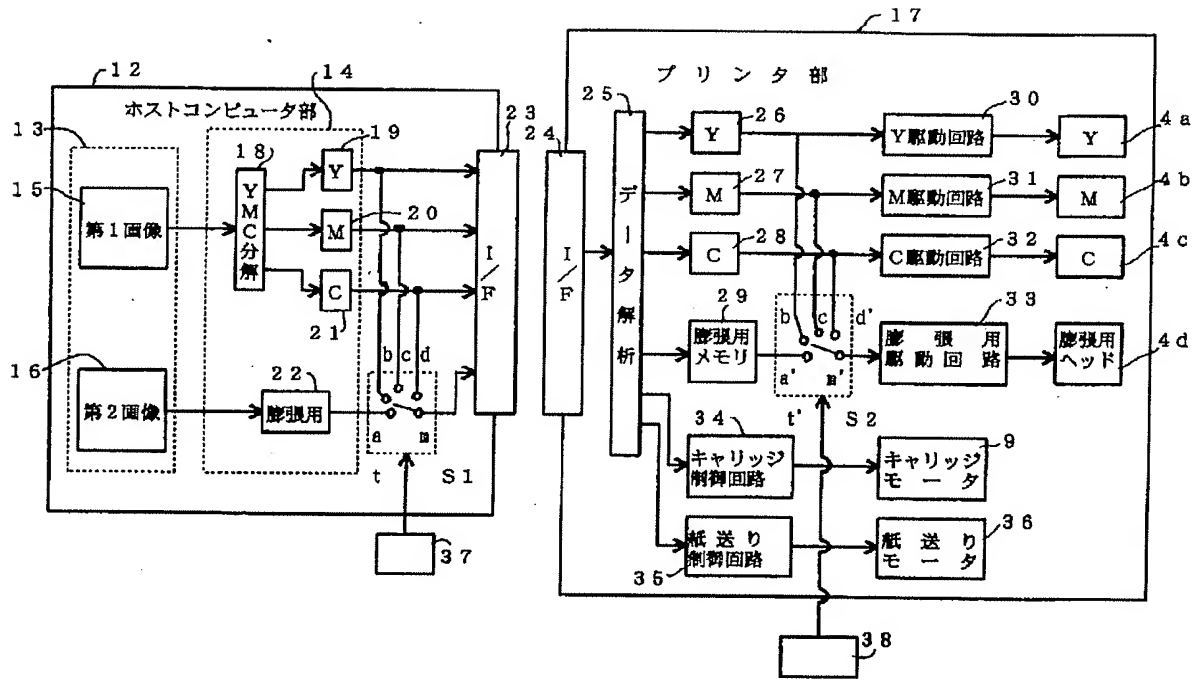 17
12
14
プリンタ部
ホストコンピュータ部
23
24
25
26
30
4a
13
19
18
Y
Y
Y駆動回路
Y
15
27
31
4b
第1画像
YMC分解
M
20
M
M駆動回路
M
I/F
I/F
データ解析
28
32
4c
C
21
C
C駆動回路
C
29
33
b
c
d'
16
22
b
c
d
膨張用メモリ
膨張用駆動回路
膨張用ヘッド
4d
a'
m'
第2画像
膨張用
a
m
t'
S2
34
9
t
S1
キャリッジ制御回路
キャリッジモータ
37
35
紙送り制御回路
紙送りモータ
36
38